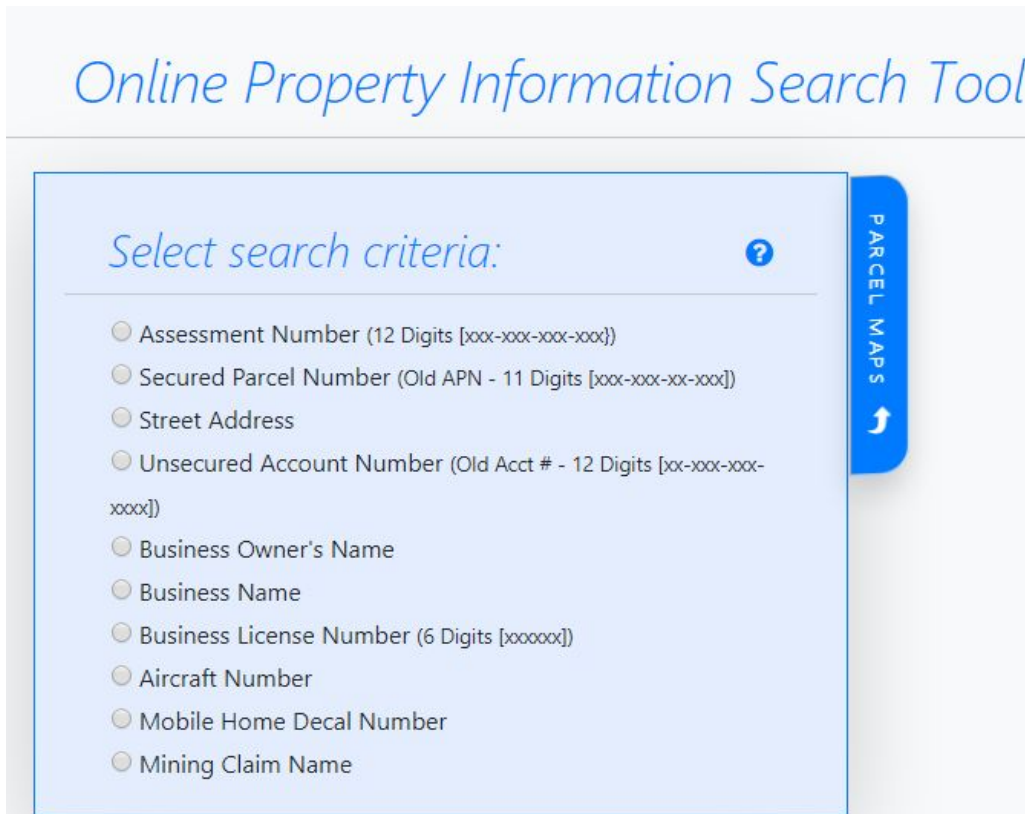 Online Property Information Search Tool
Select search criteria:
?
PARCEL MAPS
Assessment Number (12 Digits [xxx-xxx-xxx-xxx})
Secured Parcel Number (Old APN - 11 Digits [xxx-xxx-xx-xxx])
Street Address
Unsecured Account Number (Old Acct # - 12 Digits [xx-xxx-xxx-
xxxx])
Business Owner's Name
Business Name
Business License Number (6 Digits [xxxxxx])
Aircraft Number
Mobile Home Decal Number
Mining Claim Name